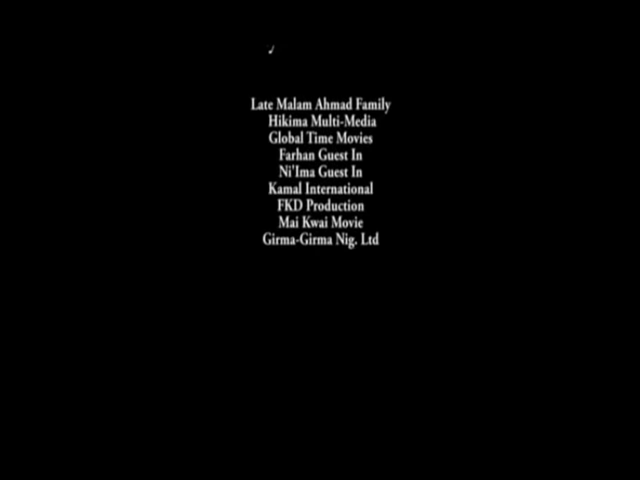 Late Malam Ahmad Family
Hikima Multi-Media
Global Time Movies
Farhan Guest In
Ni'Ima Guest In
Kamal International
FKD Production
Mai Kwai Movie
Girma-Girma Nig. Ltd